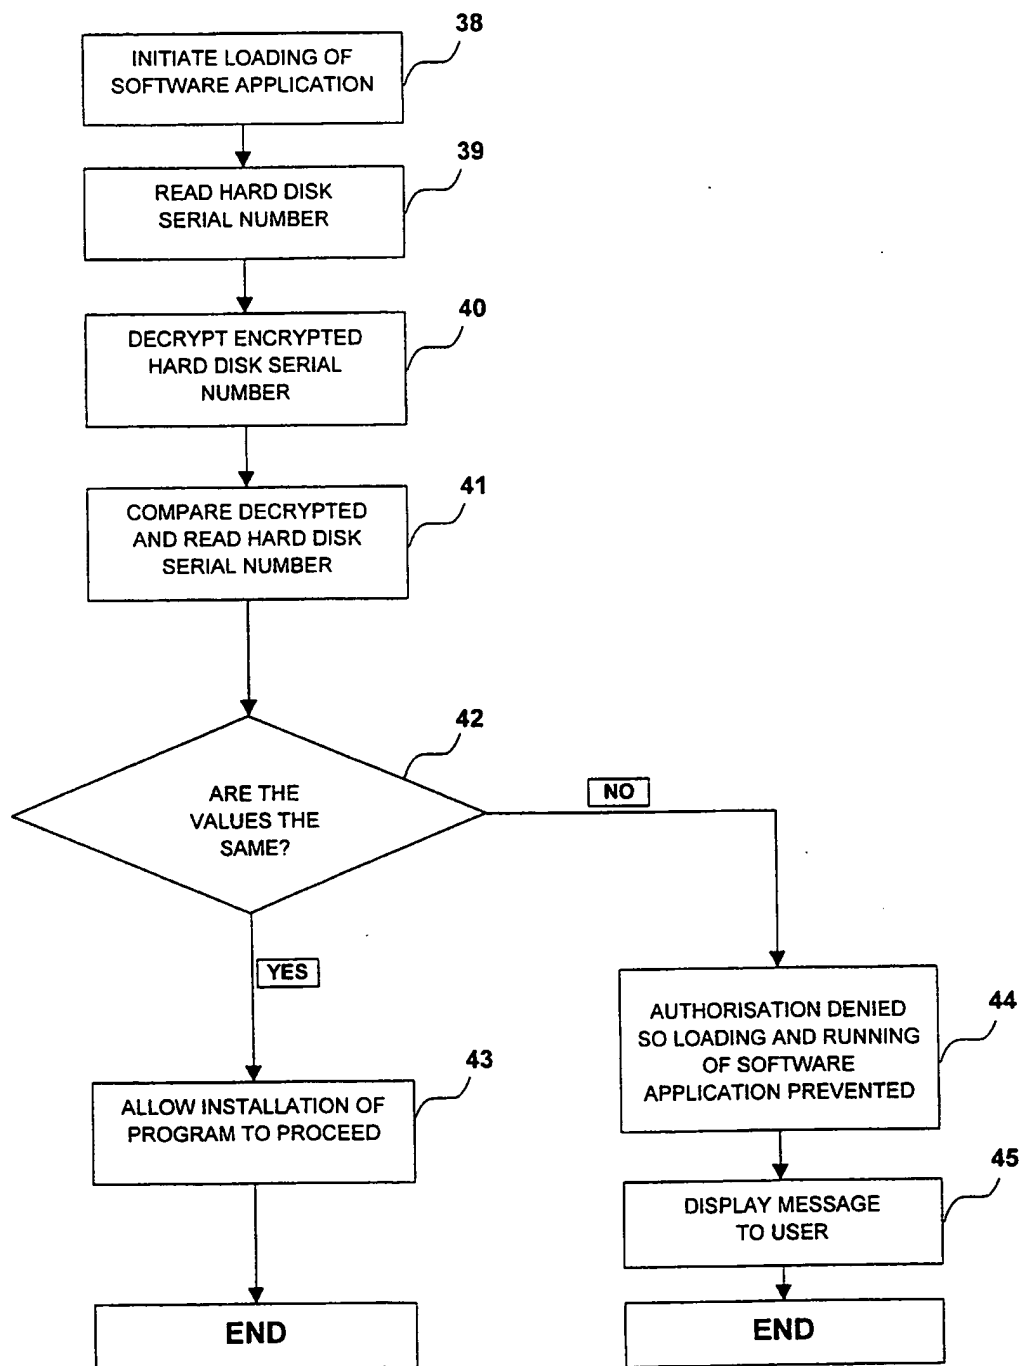 38
INITIATE LOADING OF
SOFTWARE APPLICATION
39
READ HARD DISK
SERIAL NUMBER
40
DECRYPT ENCRYPTED
HARD DISK SERIAL
NUMBER
41
COMPARE DECRYPTED
AND READ HARD DISK
SERIAL NUMBER
42
ARE THE
VALUES THE
SAME?
NO
YES
43
ALLOW INSTALLATION OF
PROGRAM TO PROCEED
END
44
AUTHORISATION DENIED
SO LOADING AND RUNNING
OF SOFTWARE
APPLICATION PREVENTED
45
DISPLAY MESSAGE
TO USER
END